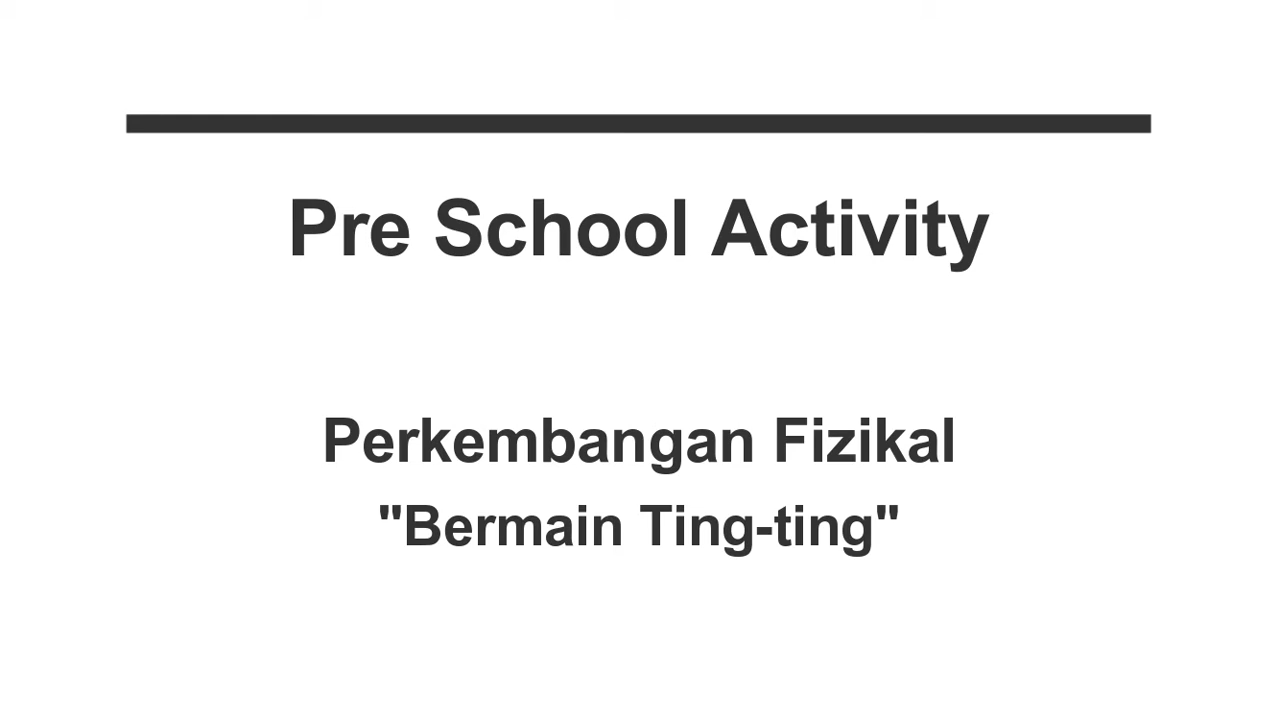 Pre School Activity
Perkembangan Fizikal
"Bermain Ting-ting"